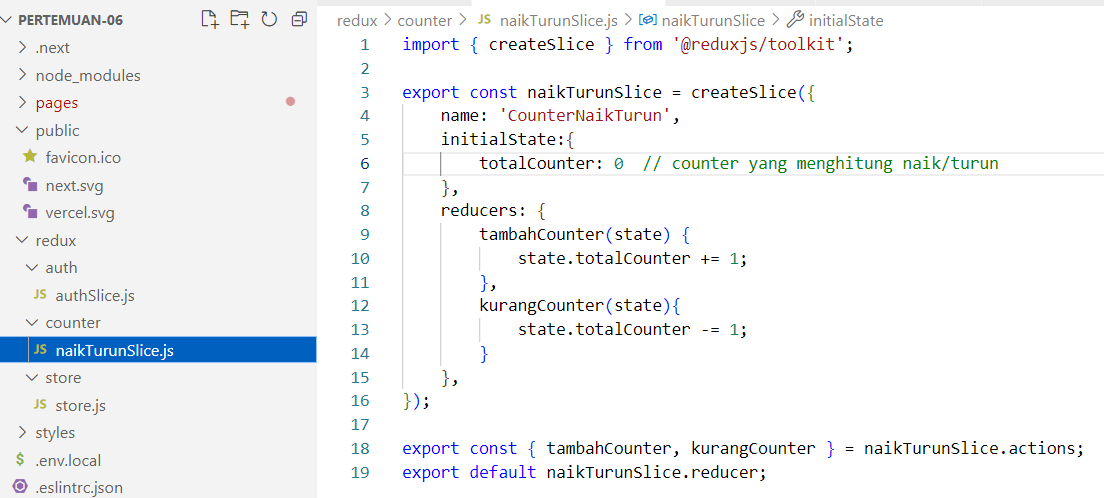 PERTEMUAN-06
.next
node_modules
pages
public
favicon.ico
next.svg
vercel.svg
redux
auth
JS authSlice.js
counter
JS naikTurunSlice.js
store
JS store.js
styles
$ .env.local
.eslintrc.json
redux > counter > JS naikTurunSlice.js > naikTurunSlice > initialState
1 import { createSlice } from '@reduxjs/toolkit';
2
3 export const naikTurunSlice = createSlice({
4     name: 'CounterNaikTurun',
5     initialState:{
6         totalCounter: 0  // counter yang menghitung naik/turun
7     },
8     reducers: {
9         tambahCounter(state) {
10             state.totalCounter += 1;
11         },
12         kurangCounter(state){
13             state.totalCounter -= 1;
14         }
15     },
16 });
17
18 export const { tambahCounter, kurangCounter } = naikTurunSlice.actions;
19 export default naikTurunSlice.reducer;